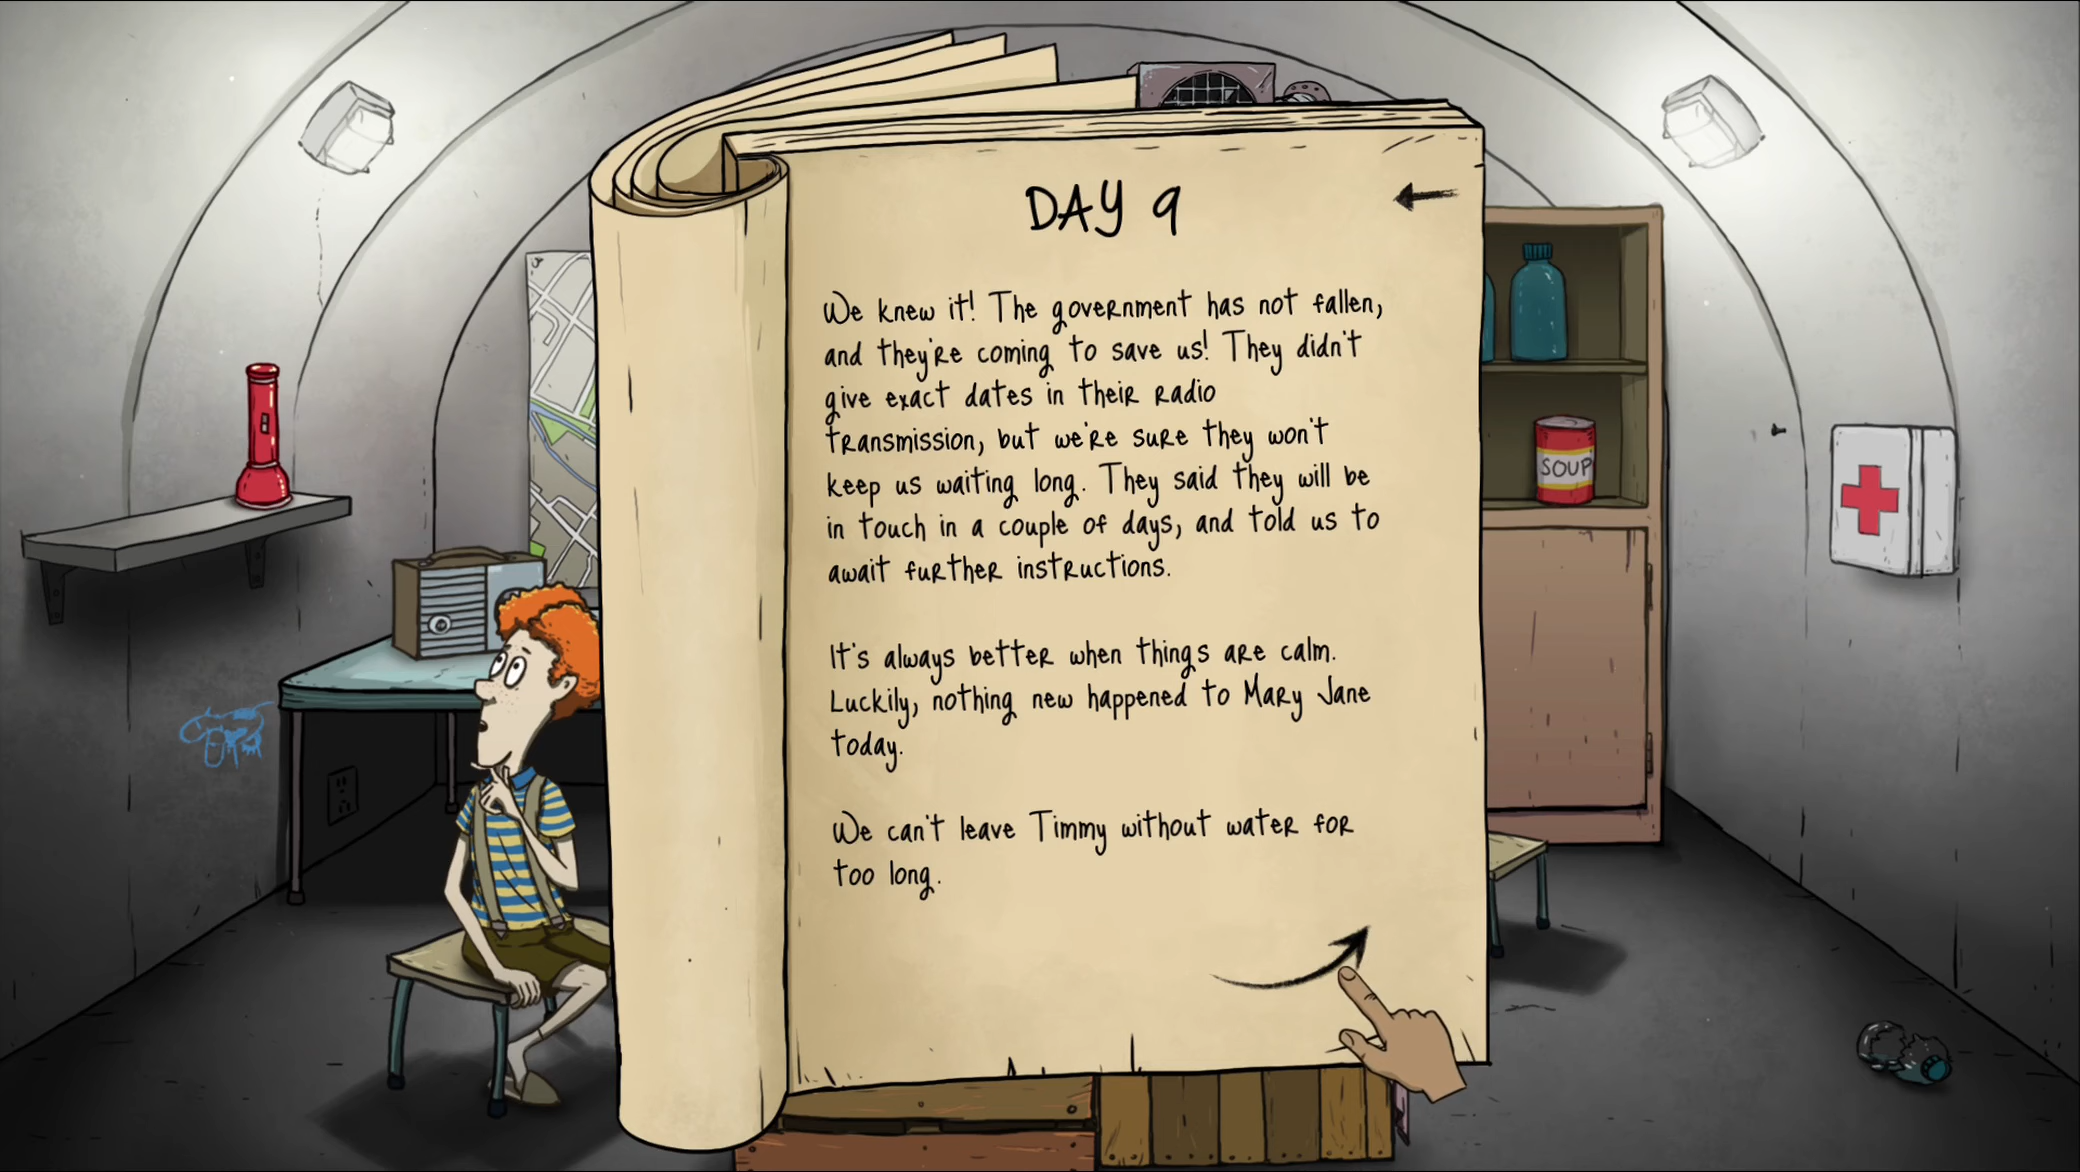 DAY 9
We knew it! The government has not fallen,
and they're coming to save us! They didn't
give exact dates in their radio
transmission, but we're sure they won't
keep us waiting long. They said they will be
in touch in a couple of days, and told us to
await further instructions.
It's always better when things are calm.
Luckily, nothing new happened to Mary Jane
today.
We can't leave Timmy without water for
too long.
SOUP